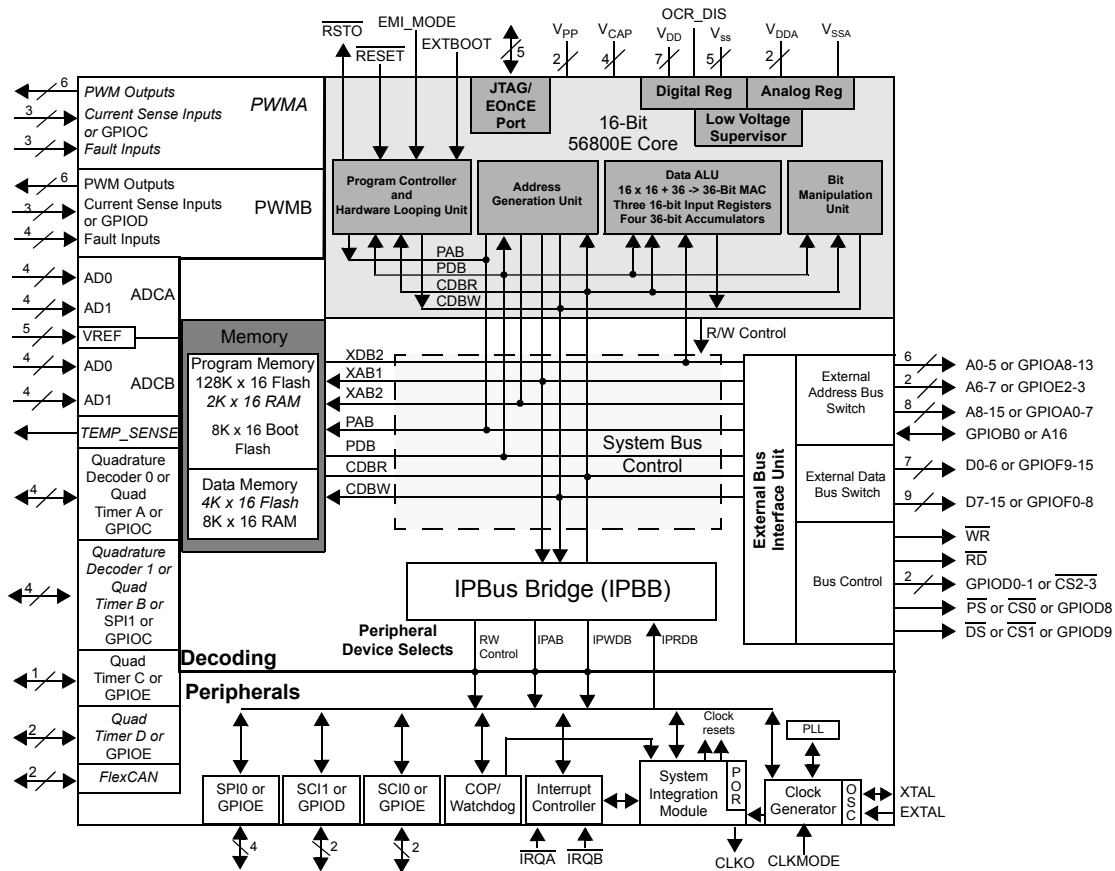 RSTO
EMI_MODE
EXTBOOT
RESET
5
VPP
2
VCAP
4
VDD
7
OCR_DIS
Vss
5
VDDA
2
VSSA
6
PWM Outputs
PWMA
3
Current Sense Inputs
or GPIOC
3
Fault Inputs
6
PWM Outputs
PWMB
3
Current Sense Inputs
or GPIOD
4
Fault Inputs
4
AD0
ADCA
4
AD1
5
VREF
4
AD0
ADCB
4
AD1
TEMP_SENSE
4
Quadrature
Decoder 0 or
Quad
Timer A or
GPIOC
4
Quadrature
Decoder 1 or
Quad
Timer B or
SPI1 or
GPIOC
1
Quad
Timer C or
GPIOE
2
Quad
Timer D or
GPIOE
2
FlexCAN
JTAG/
EOnCE
Port
Digital Reg
Analog Reg
Low Voltage
Supervisor
16-Bit
56800E Core
Program Controller
and
Hardware Looping Unit
Address
Generation Unit
Data ALU
16 x 16 + 36 -> 36-Bit MAC
Three 16-bit Input Registers
Four 36-bit Accumulators
Bit
Manipulation
Unit
PAB
PDB
CDBR
CDBW
R/W Control
Memory
Program Memory
128K x 16 Flash
2K x 16 RAM
8K x 16 Boot
Flash
Data Memory
4K x 16 Flash
8K x 16 RAM
XDB2
XAB1
XAB2
PAB
PDB
CDBR
CDBW
System Bus
Control
External Bus
Interface Unit
External
Address Bus
Switch
External Data
Bus Switch
Bus Control
6
A0-5 or GPIOA8-13
2
A6-7 or GPIOE2-3
8
A8-15 or GPIOA0-7
GPIOB0 or A16
7
D0-6 or GPIOF9-15
9
D7-15 or GPIOF0-8
WR
RD
2
GPIOD0-1 or CS2-3
PS or CS0 or GPIOD8
DS or CS1 or GPIOD9
IPBus Bridge (IPBB)
Peripheral
Device Selects
RW
Control
IPAB
IPWDB
IPRDB
Decoding
Peripherals
Clock
resets
PLL
SPI0 or
GPIOE
SCI1 or
GPIOD
SCI0 or
GPIOE
COP/
Watchdog
Interrupt
Controller
System
Integration
Module
POR
Clock
Generator
OSC
XTAL
EXTAL
4
2
2
IRQA
IRQB
CLKO
CLKMODE